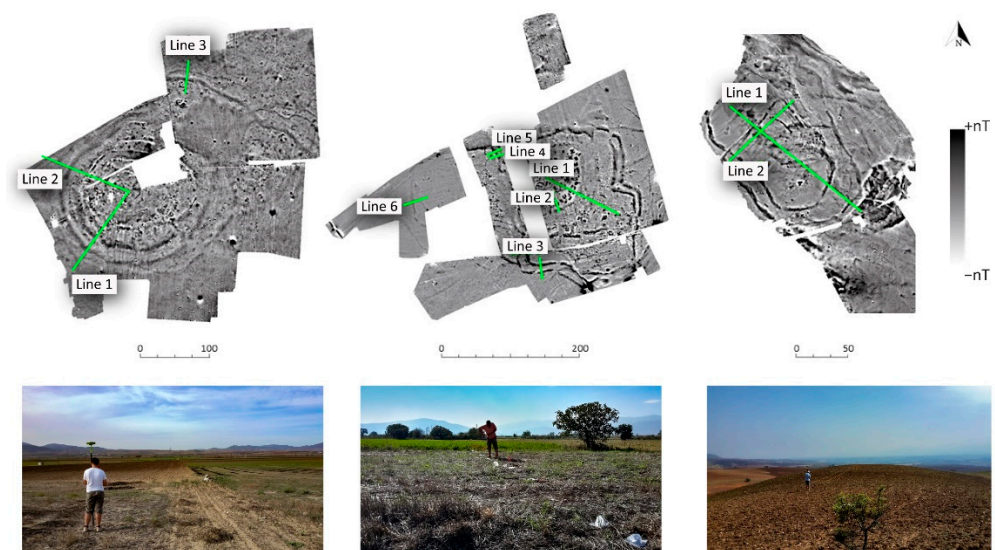 Line 3
Line 2
Line 1
Line 5
Line 4
Line 1
Line 2
Line 6
Line 3
Line 1
Line 2
N
+nT
−nT
0 100
0 200
0 50